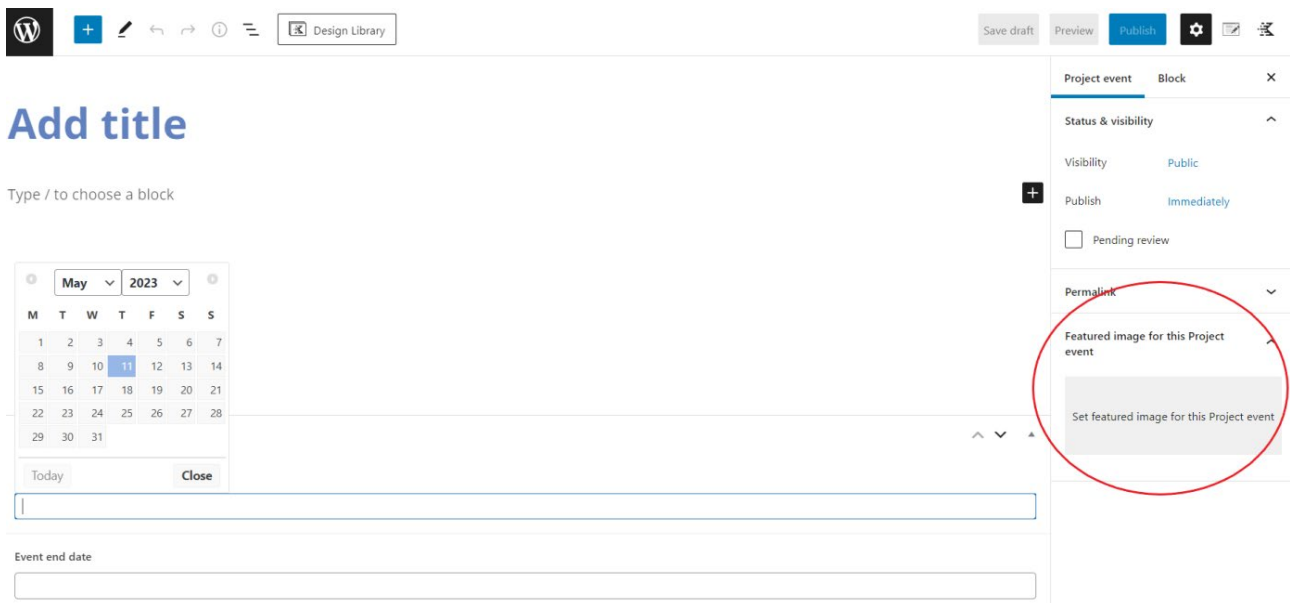 Design Library
Save draft
Preview
Publish
Add title
Type / to choose a block
Project event
Block
Status & visibility
Visibility
Public
Publish
Immediately
Pending review
Permalink
Featured image for this Project
event
Set featured image for this Project event
May
2023
M T W T F S S
1 2 3 4 5 6 7
8 9 10 11 12 13 14
15 16 17 18 19 20 21
22 23 24 25 26 27 28
29 30 31
Today
Close
Event end date